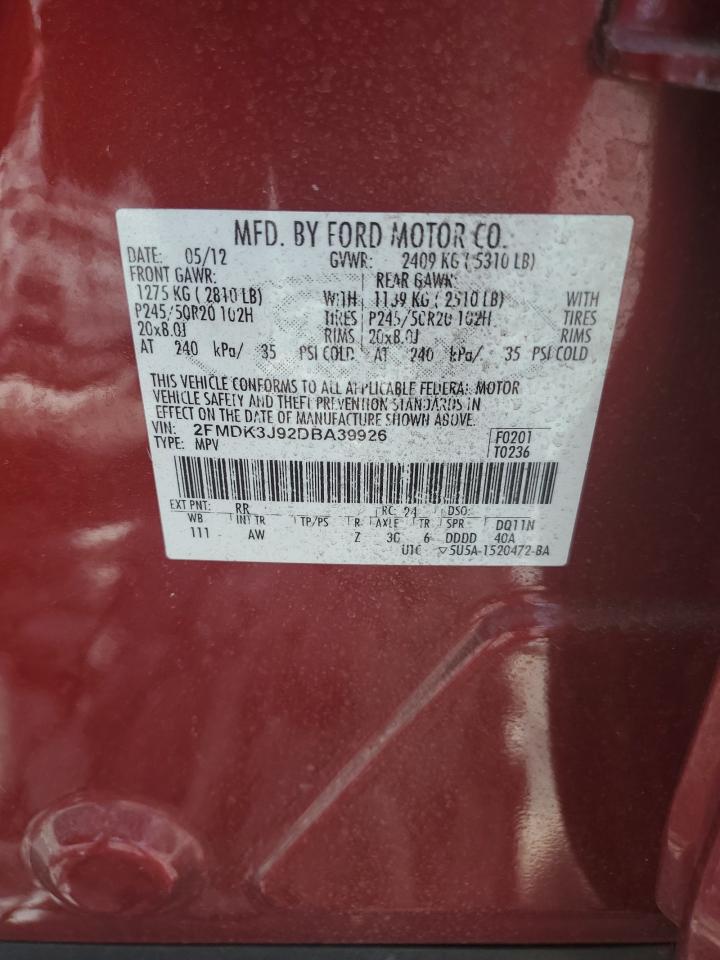 MFD. BY FORD MOTOR CO.
DATE: 05/12 GVWR: 2409 KG ( 5310 LB)
FRONT GAWR: REAR GAWR:
1275 KG ( 2810 LB) WITH 1139 KG ( 2510 LB) WITH
P245/50R20 102H TIRES P245/50R20 102H TIRES
20x8.0J RIMS 20x8.0J RIMS
AT 240 kPa/ 35 PSI COLD AT 240 kPa/ 35 PSI COLD
THIS VEHICLE CONFORMS TO ALL APPLICABLE FEDERAL MOTOR
VEHICLE SAFETY AND THEFT PREVENTION STANDARDS IN
EFFECT ON THE DATE OF MANUFACTURE SHOWN ABOVE.
VIN: 2FMDK3J92DBA39926 F0201
TYPE: MPV T0236
EXT PNT: RR RC: 24 DSO:
WB INT TR TP/PS R AXLE TR SPR DQ11N
111 AW Z 3G 6 DDDD 40A
5U5A-1520472-BA